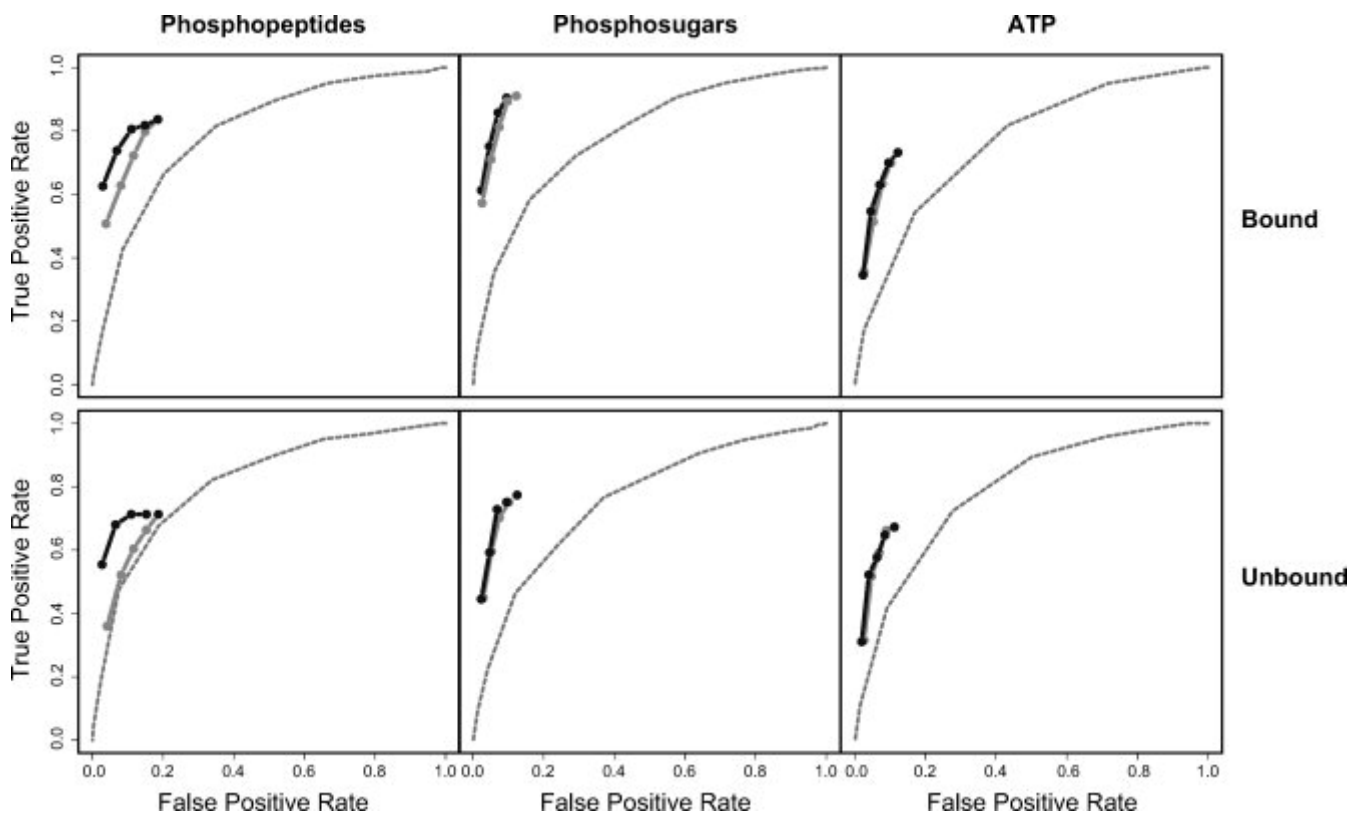 Phosphopeptides Phosphosugars ATP
True Positive Rate
0.0 0.2 0.4 0.6 0.8 1.0
Bound
True Positive Rate
0.0 0.2 0.4 0.6 0.8 1.0
Unbound
0.0 0.2 0.4 0.6 0.8 1.0 0.0 0.2 0.4 0.6 0.8 1.0 0.0 0.2 0.4 0.6 0.8 1.0
False Positive Rate False Positive Rate False Positive Rate